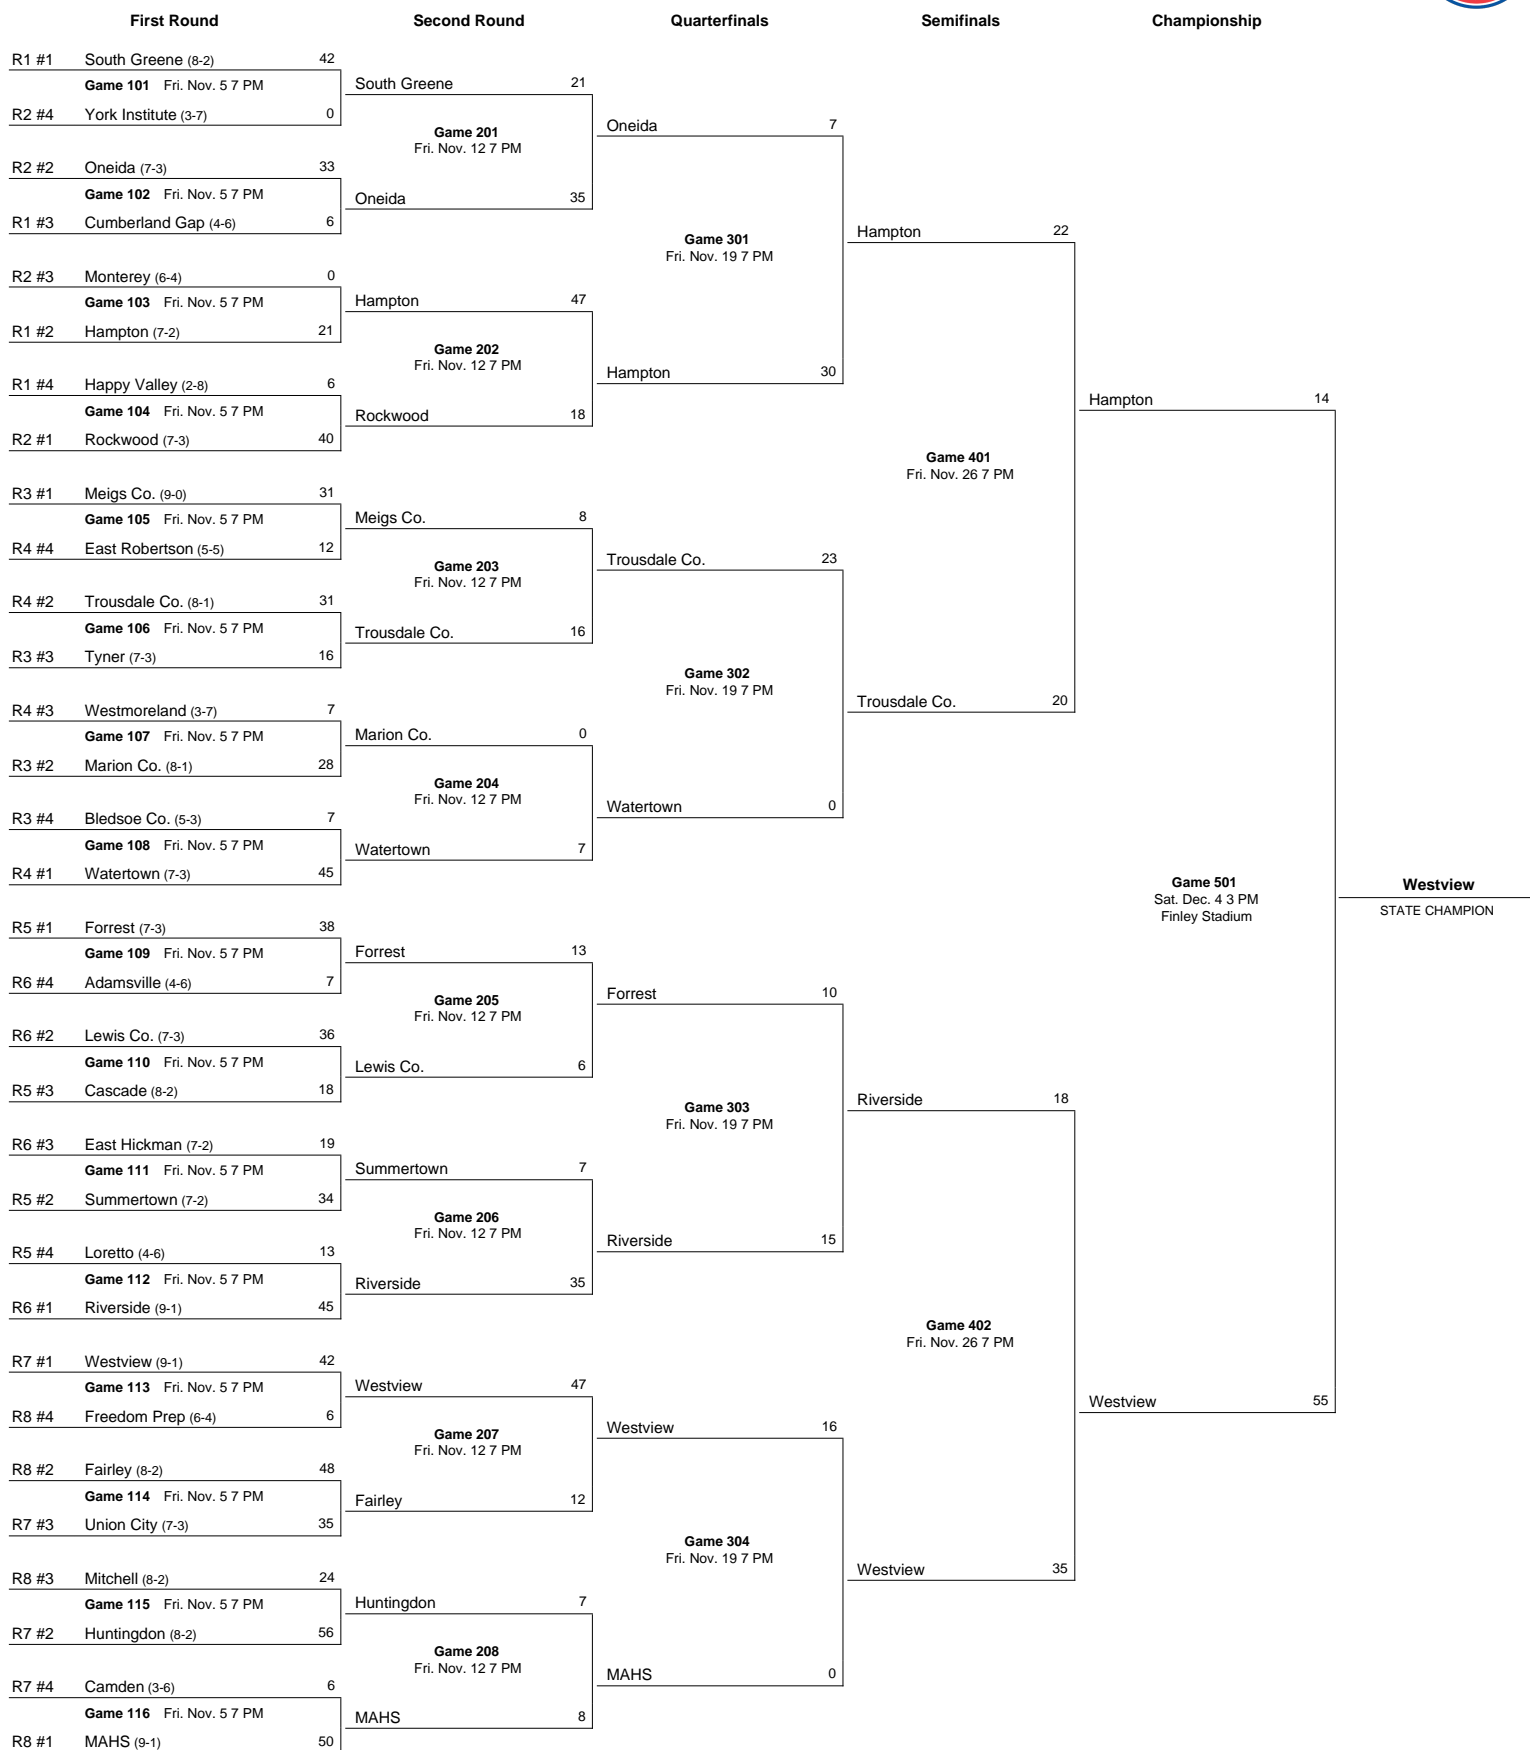 First Round Second Round Quarterfinals Semifinals Championship
R1 #1 South Greene (8-2) 42
Game 101 Fri. Nov. 5 7 PM
R2 #4 York Institute (3-7) 0
R2 #2 Oneida (7-3) 33
Game 102 Fri. Nov. 5 7 PM
R1 #3 Cumberland Gap (4-6) 6
R2 #3 Monterey (6-4) 0
Game 103 Fri. Nov. 5 7 PM
R1 #2 Hampton (7-2) 21
R1 #4 Happy Valley (2-8) 6
Game 104 Fri. Nov. 5 7 PM
R2 #1 Rockwood (7-3) 40
R3 #1 Meigs Co. (9-0) 31
Game 105 Fri. Nov. 5 7 PM
R4 #4 East Robertson (5-5) 12
R4 #2 Trousdale Co. (8-1) 31
Game 106 Fri. Nov. 5 7 PM
R3 #3 Tyner (7-3) 16
R4 #3 Westmoreland (3-7) 7
Game 107 Fri. Nov. 5 7 PM
R3 #2 Marion Co. (8-1) 28
R3 #4 Bledsoe Co. (5-3) 7
Game 108 Fri. Nov. 5 7 PM
R4 #1 Watertown (7-3) 45
R5 #1 Forrest (7-3) 38
Game 109 Fri. Nov. 5 7 PM
R6 #4 Adamsville (4-6) 7
R6 #2 Lewis Co. (7-3) 36
Game 110 Fri. Nov. 5 7 PM
R5 #3 Cascade (8-2) 18
R6 #3 East Hickman (7-2) 19
Game 111 Fri. Nov. 5 7 PM
R5 #2 Summertown (7-2) 34
R5 #4 Loretto (4-6) 13
Game 112 Fri. Nov. 5 7 PM
R6 #1 Riverside (9-1) 45
R7 #1 Westview (9-1) 42
Game 113 Fri. Nov. 5 7 PM
R8 #4 Freedom Prep (6-4) 6
R8 #2 Fairley (8-2) 48
Game 114 Fri. Nov. 5 7 PM
R7 #3 Union City (7-3) 35
R8 #3 Mitchell (8-2) 24
Game 115 Fri. Nov. 5 7 PM
R7 #2 Huntingdon (8-2) 56
R7 #4 Camden (3-6) 6
Game 116 Fri. Nov. 5 7 PM
R8 #1 MAHS (9-1) 50
South Greene 21
Game 201
Fri. Nov. 12 7 PM
Oneida 35
Hampton 47
Game 202
Fri. Nov. 12 7 PM
Rockwood 18
Meigs Co. 8
Game 203
Fri. Nov. 12 7 PM
Trousdale Co. 16
Marion Co. 0
Game 204
Fri. Nov. 12 7 PM
Watertown 7
Forrest 13
Game 205
Fri. Nov. 12 7 PM
Lewis Co. 6
Summertown 7
Game 206
Fri. Nov. 12 7 PM
Riverside 35
Westview 47
Game 207
Fri. Nov. 12 7 PM
Fairley 12
Huntingdon 7
Game 208
Fri. Nov. 12 7 PM
MAHS 8
Oneida 7
Game 301
Fri. Nov. 19 7 PM
Hampton 30
Trousdale Co. 23
Game 302
Fri. Nov. 19 7 PM
Watertown 0
Forrest 10
Game 303
Fri. Nov. 19 7 PM
Riverside 15
Westview 16
Game 304
Fri. Nov. 19 7 PM
MAHS 0
Hampton 22
Game 401
Fri. Nov. 26 7 PM
Trousdale Co. 20
Riverside 18
Game 402
Fri. Nov. 26 7 PM
Westview 35
Hampton 14
Game 501
Sat. Dec. 4 3 PM
Finley Stadium
Westview 55
Westview
STATE CHAMPION